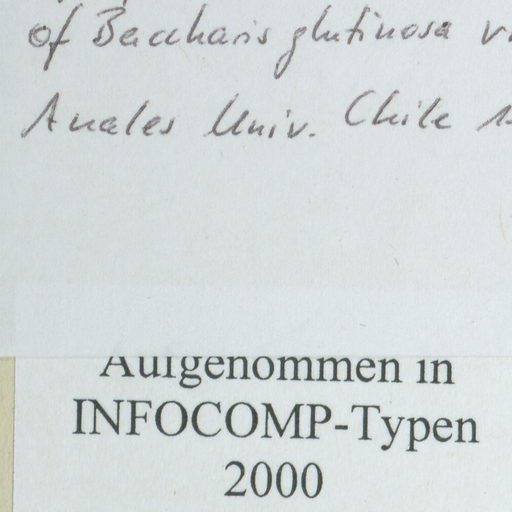 of Baccharis glutinosa
Anales Univ. Chile
Aufgenommen in
INFOCOMP-Typen
2000